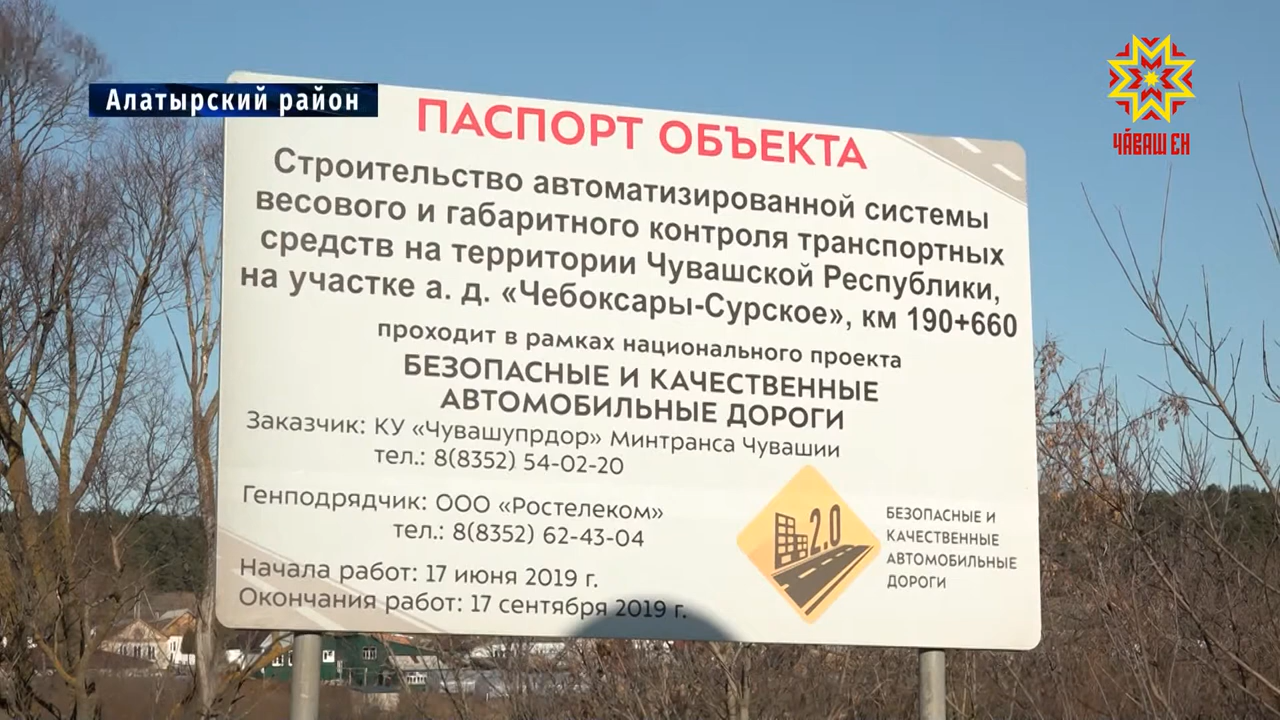 Алатырский район
ЧӐВАШ ЕН
ПАСПОРТ ОБЪЕКТА
Строительство автоматизированной системы
весового и габаритного контроля транспортных
средств на территории Чувашской Республики,
на участке а. д. «Чебоксары-Сурское», км 190+660
проходит в рамках национального проекта
БЕЗОПАСНЫЕ И КАЧЕСТВЕННЫЕ
АВТОМОБИЛЬНЫЕ ДОРОГИ
Заказчик: КУ «Чувашупрдор» Минтранса Чувашии
тел.: 8(8352) 54-02-20
Генподрядчик: ООО «Ростелеком»
тел.: 8(8352) 62-43-04
Начала работ: 17 июня 2019 г.
Окончания работ: 17 сентября 2019 г.
2.0
БЕЗОПАСНЫЕ И
КАЧЕСТВЕННЫЕ
АВТОМОБИЛЬНЫЕ
ДОРОГИ